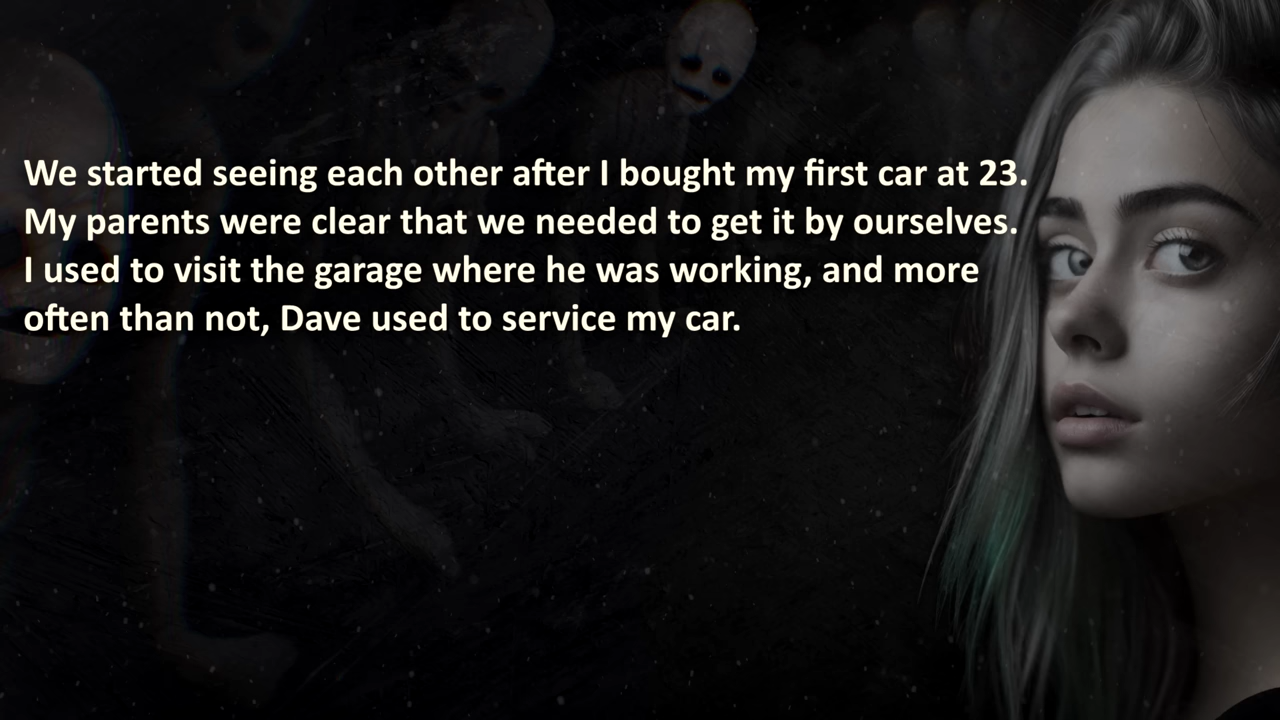 We started seeing each other after I bought my first car at 23.
My parents were clear that we needed to get it by ourselves.
I used to visit the garage where he was working, and more
often than not, Dave used to service my car.